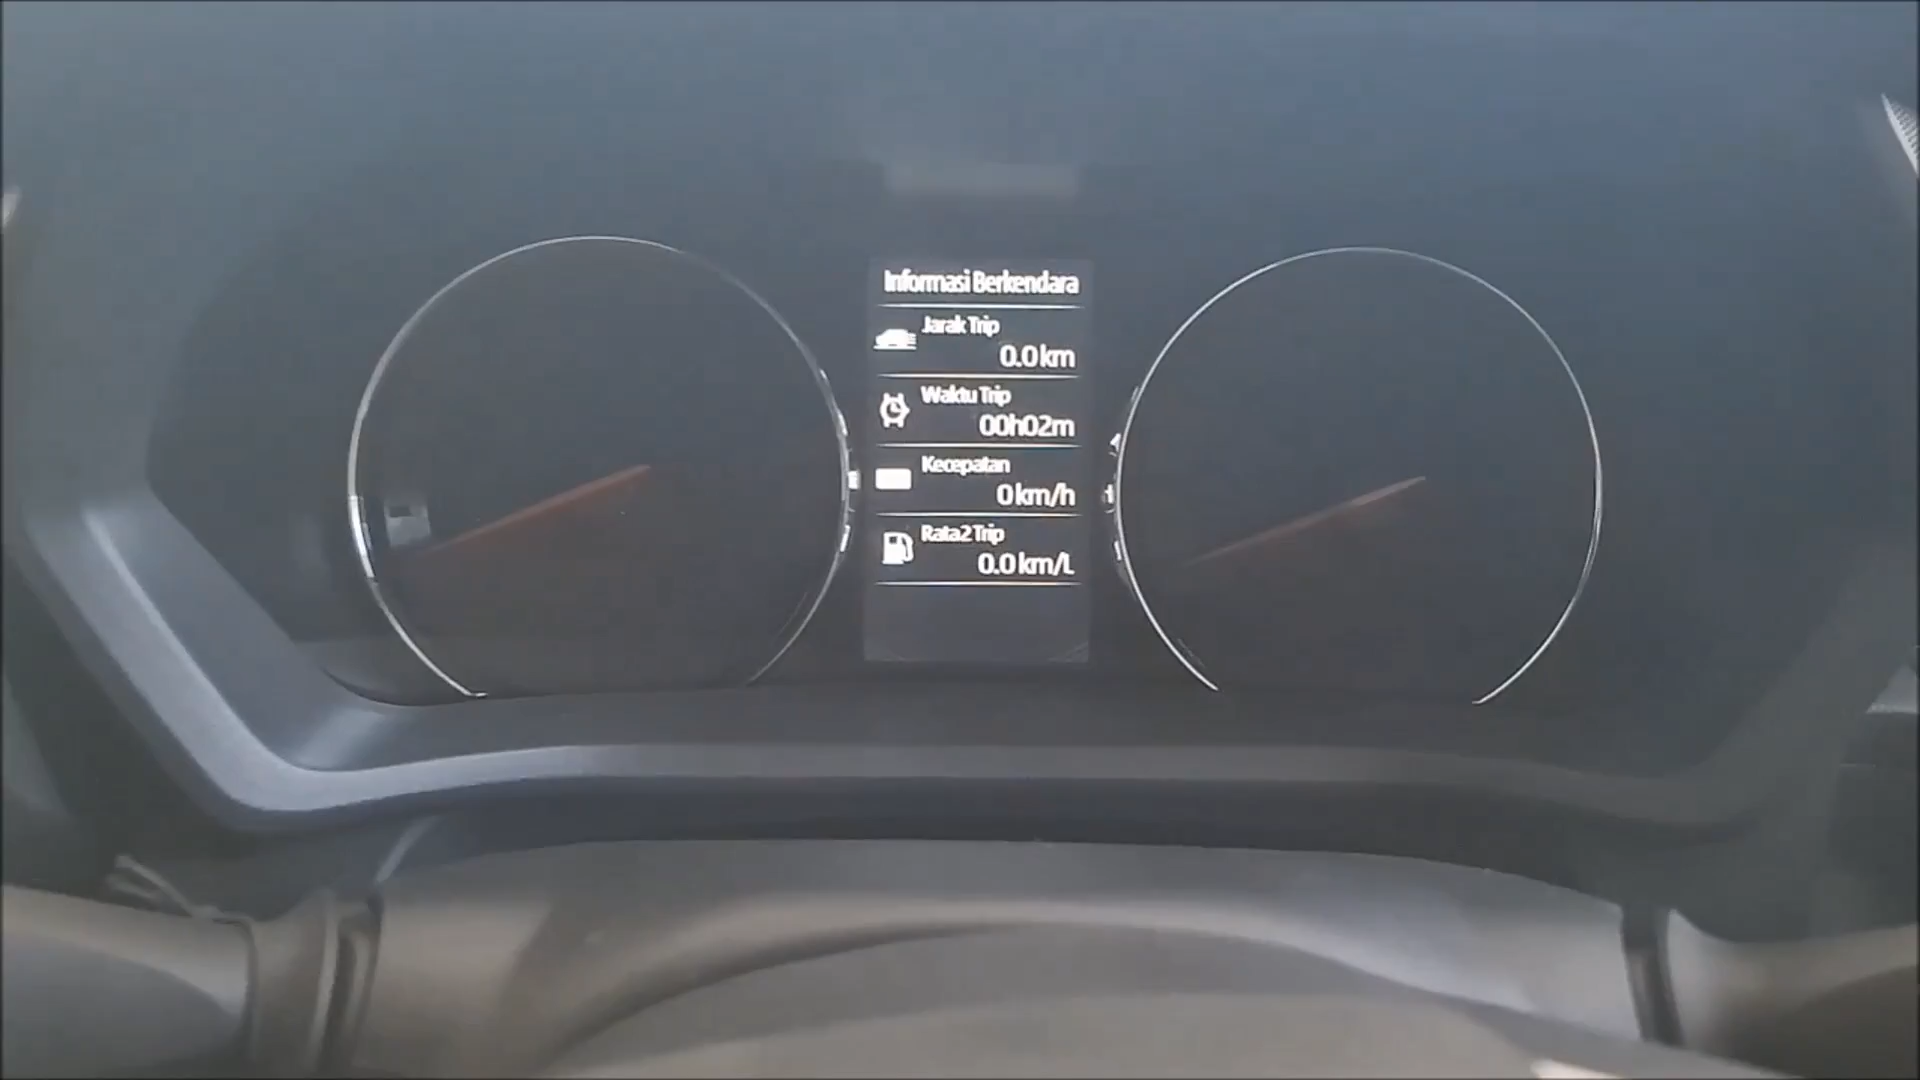 Informasi Berkendara
Jarak Trip
0.0 km
Waktu Trip
00h02m
Kecepatan
0 km/h
Rata2 Trip
0.0 km/L